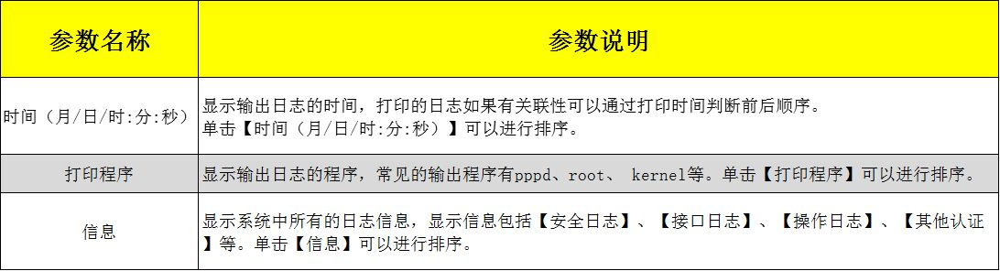 参数名称
参数说明
时间（月/日/时:分:秒）
显示输出日志的时间，打印的日志如果有关联性可以通过打印时间判断前后顺序。
单击【时间（月/日/时:分:秒）】可以进行排序。
打印程序
显示输出日志的程序，常见的输出程序有pppd、root、 kernel等。单击【打印程序】可以进行排序。
信息
显示系统中所有的日志信息，显示信息包括【安全日志】、【接口日志】、【操作日志】、【其他认证
】等。单击【信息】可以进行排序。